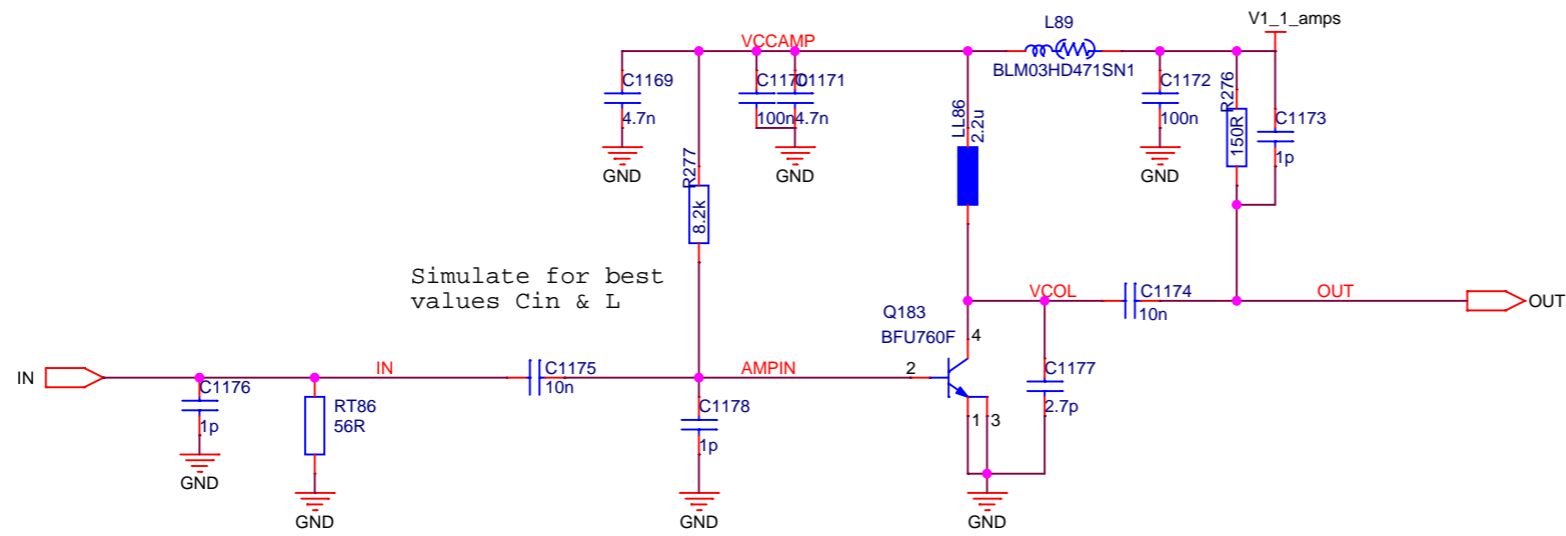 V1_1_amps
L89
VCCAMP
BLM03HD471SN1
C1169
4.7n
C1170
100n
C1171
4.7n
C1172
100n
R276
150R
C1173
1p
LL86
2.2u
GND
GND
GND
R277
8.2k
Simulate for best
values Cin & L
VCOL
C1174
10n
OUT
OUT
Q183
BFU760F
4
IN
IN
C1175
10n
AMPIN
2
C1177
2.7p
C1176
1p
RT86
56R
C1178
1p
1
3
GND
GND
GND
GND